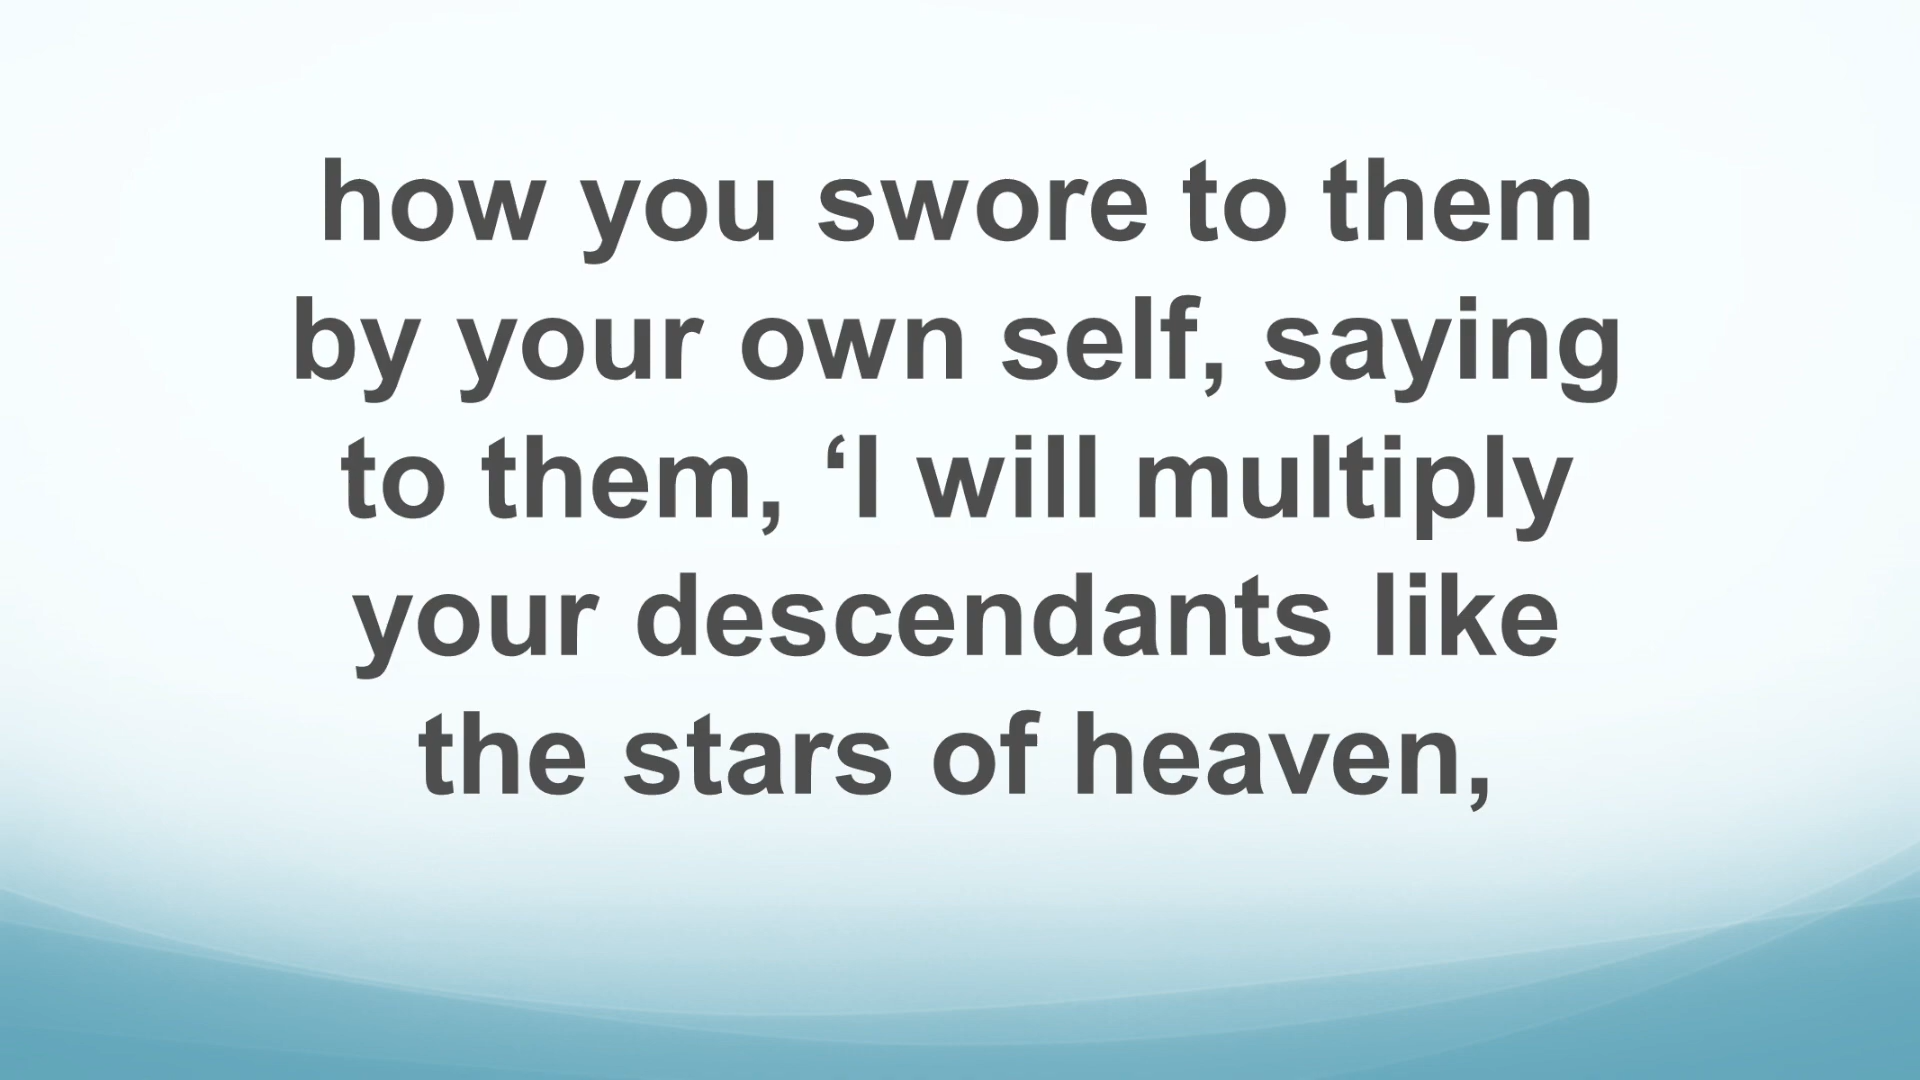 how you swore to them
by your own self, saying
to them, ‘I will multiply
your descendants like
the stars of heaven,